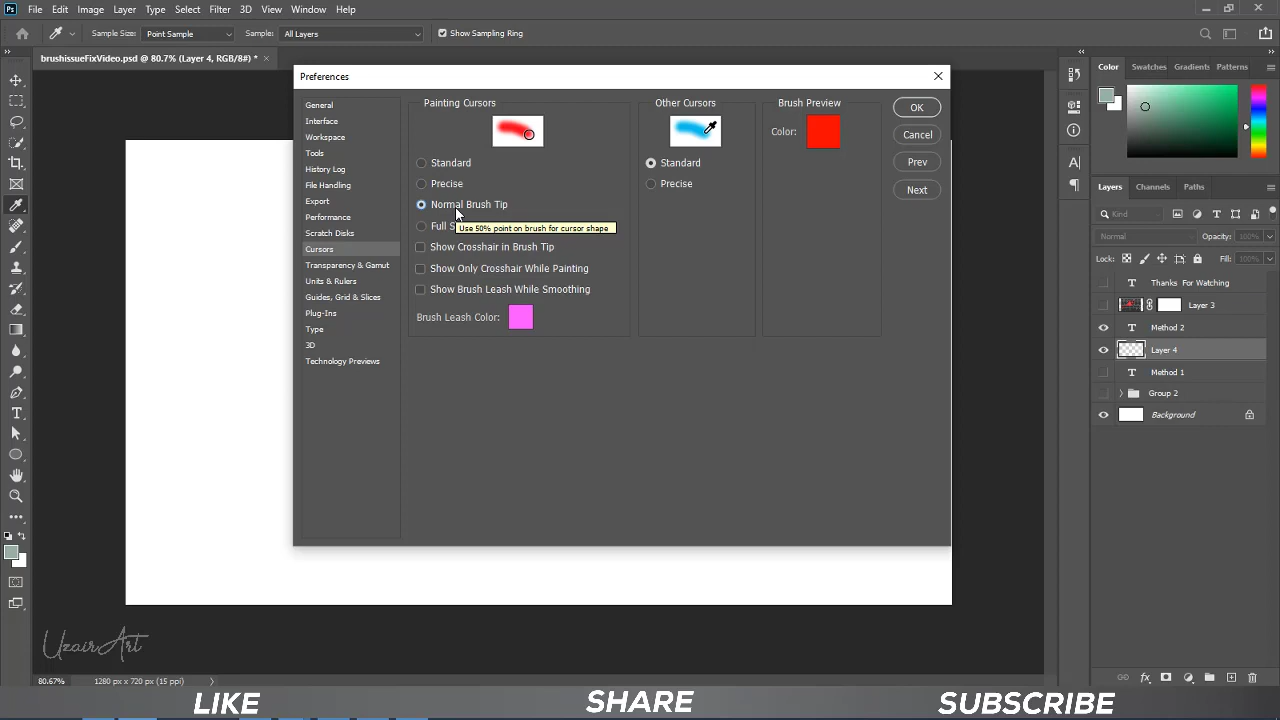 Ps File Edit Image Layer Type Select Filter 3D View Window Help
Sample Size: Point Sample Sample: All Layers Show Sampling Ring
brushissueFixVideo.psd @ 80.7% (Layer 4, RGB/8#) *
Preferences
General
Interface
Workspace
Tools
History Log
File Handling
Export
Performance
Scratch Disks
Cursors
Transparency & Gamut
Units & Rulers
Guides, Grid & Slices
Plug-Ins
Type
3D
Technology Previews
Painting Cursors
Standard
Precise
Normal Brush Tip
Full S
Use 50% point on brush for cursor shape
Show Crosshair in Brush Tip
Show Only Crosshair While Painting
Show Brush Leash While Smoothing
Brush Leash Color:
Other Cursors
Standard
Precise
Brush Preview
Color:
OK
Cancel
Prev
Next
Color Swatches Gradients Patterns
Layers Channels Paths
Kind
Normal Opacity: 100%
Lock: Fill: 100%
Thanks For Watching
Layer 3
Method 2
Layer 4
Method 1
Group 2
Background
UzairArt
80.67% 1280 px x 720 px (15 ppi)
LIKE SHARE SUBSCRIBE